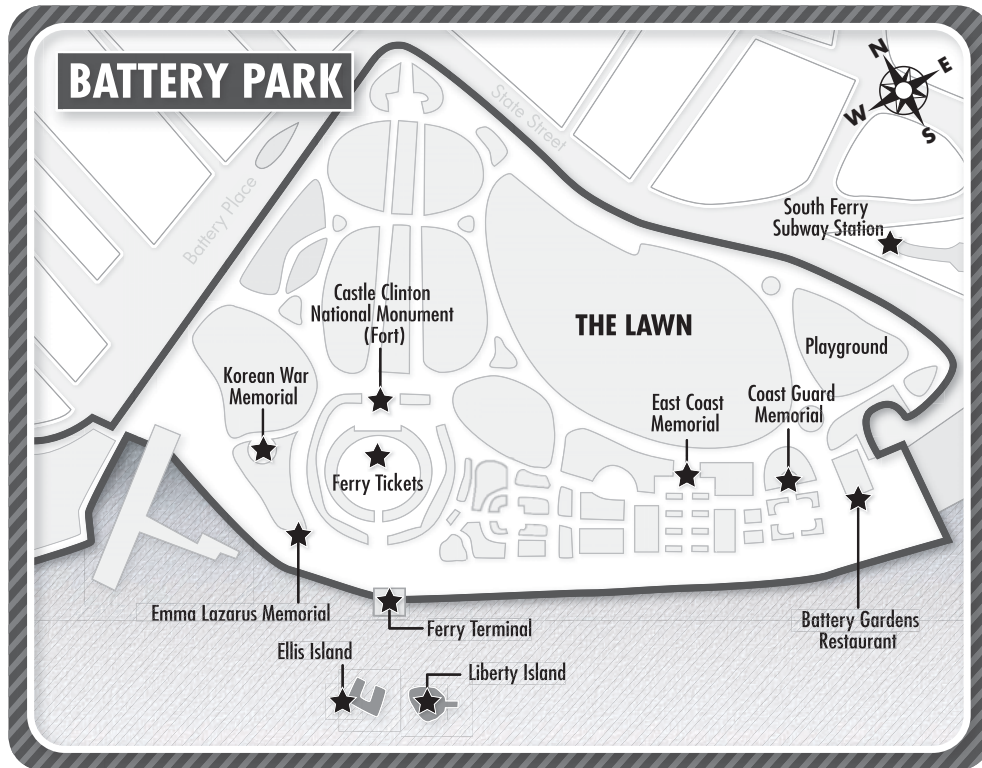 BATTERY PARK
N
E
W
S
State Street
Battery Place
South Ferry
Subway Station
Castle Clinton
National Monument
(Fort)
THE LAWN
Playground
Korean War
Memorial
East Coast
Memorial
Coast Guard
Memorial
Ferry Tickets
Emma Lazarus Memorial
Ferry Terminal
Battery Gardens
Restaurant
Ellis Island
Liberty Island